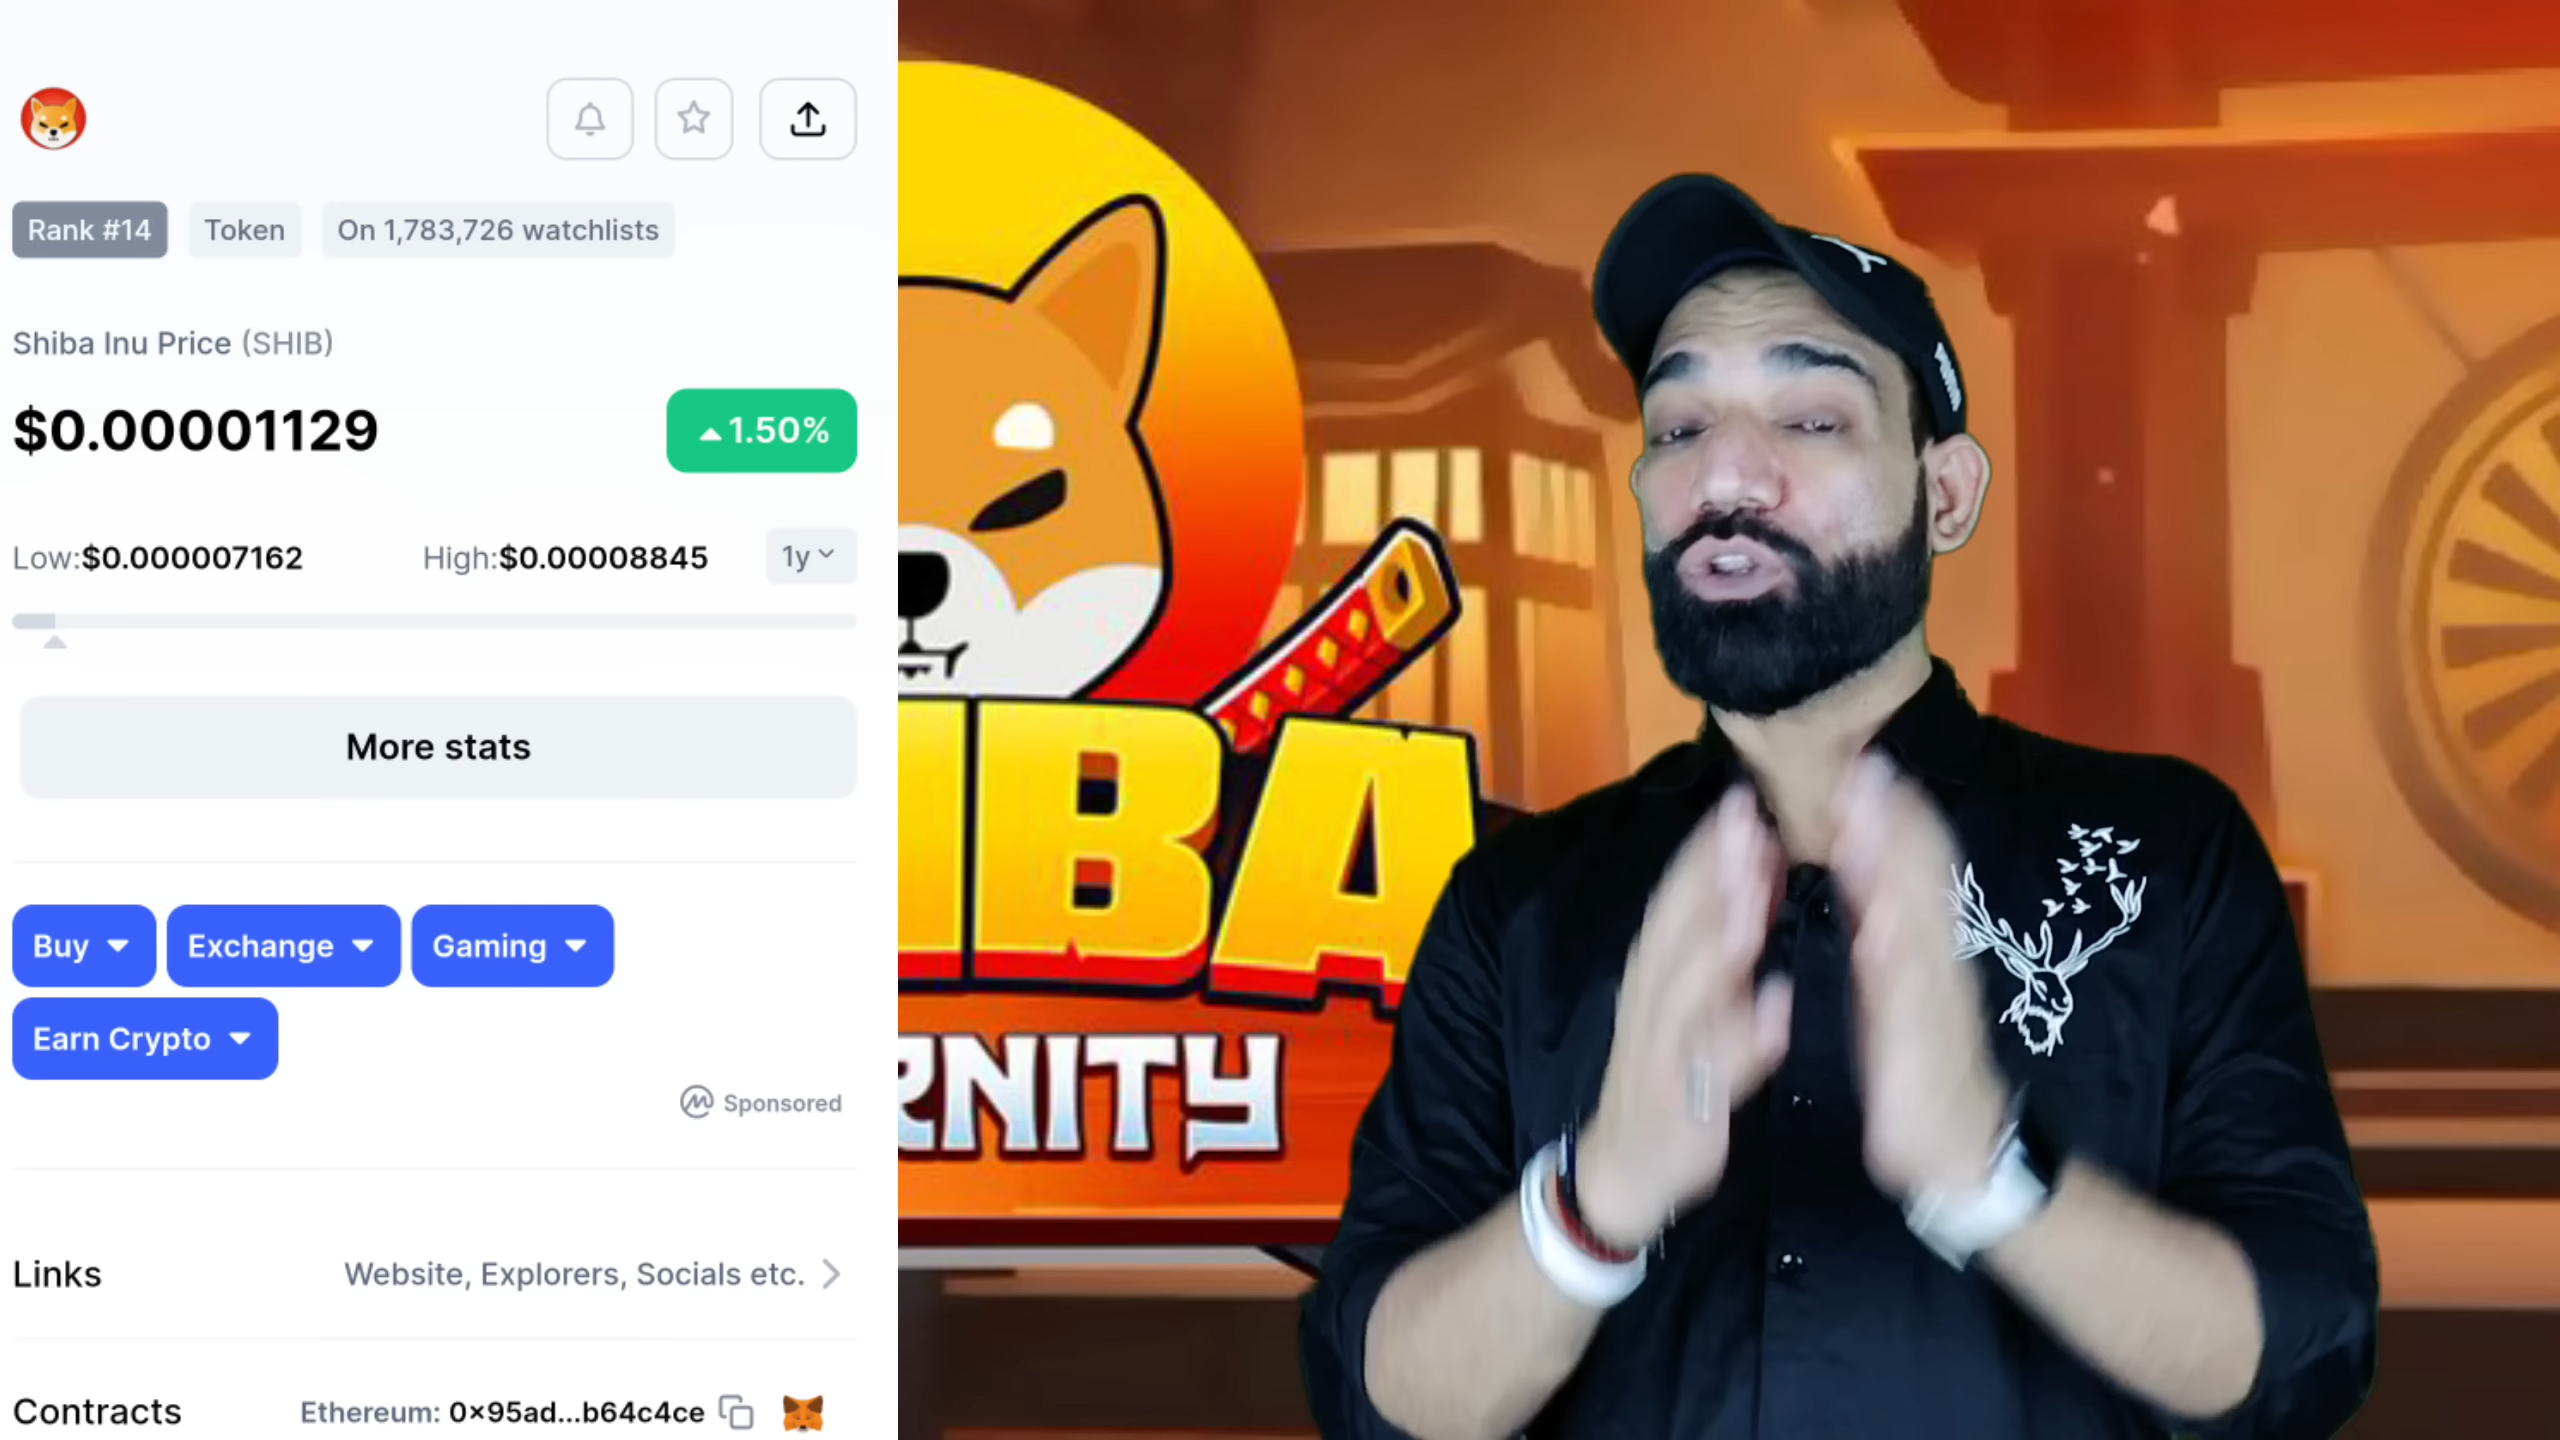 Rank #14
Token
On 1,783,726 watchlists
Shiba Inu Price (SHIB)
$0.00001129
1.50%
Low:$0.000007162
High:$0.00008845
1y
More stats
Buy
Exchange
Gaming
Earn Crypto
Sponsored
Links
Website, Explorers, Socials etc.
Contracts
Ethereum: 0x95ad...b64c4ce
IBA
RNITY
PUMA